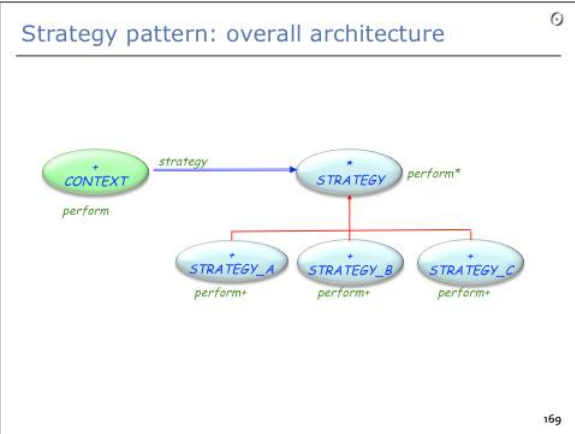 Strategy pattern: overall architecture
+
CONTEXT
perform
strategy
*
STRATEGY
perform*
+
STRATEGY_A
perform+
+
STRATEGY_B
perform+
+
STRATEGY_C
perform+
169